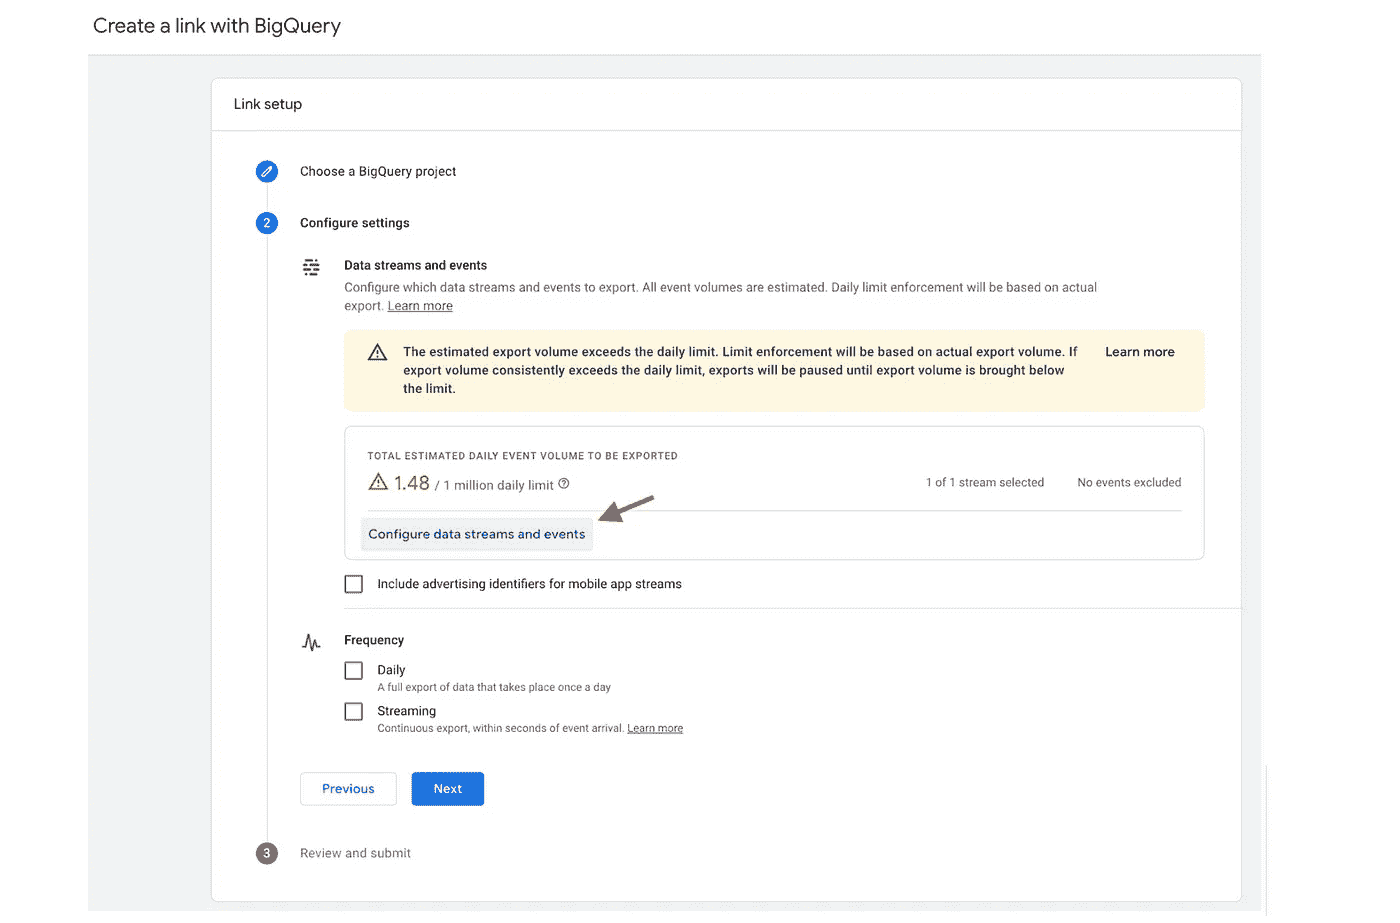 Create a link with BigQuery
Link setup
Choose a BigQuery project
2
Configure settings
Data streams and events
Configure which data streams and events to export. All event volumes are estimated. Daily limit enforcement will be based on actual
export. Learn more
The estimated export volume exceeds the daily limit. Limit enforcement will be based on actual export volume. If
Learn more
export volume consistently exceeds the daily limit, exports will be paused until export volume is brought below
the limit.
TOTAL ESTIMATED DAILY EVENT VOLUME TO BE EXPORTED
1.48 / 1 million daily limit
1 of 1 stream selected
No events excluded
Configure data streams and events
Include advertising identifiers for mobile app streams
Frequency
Daily
A full export of data that takes place once a day
Streaming
Continuous export, within seconds of event arrival. Learn more
Previous
Next
3
Review and submit